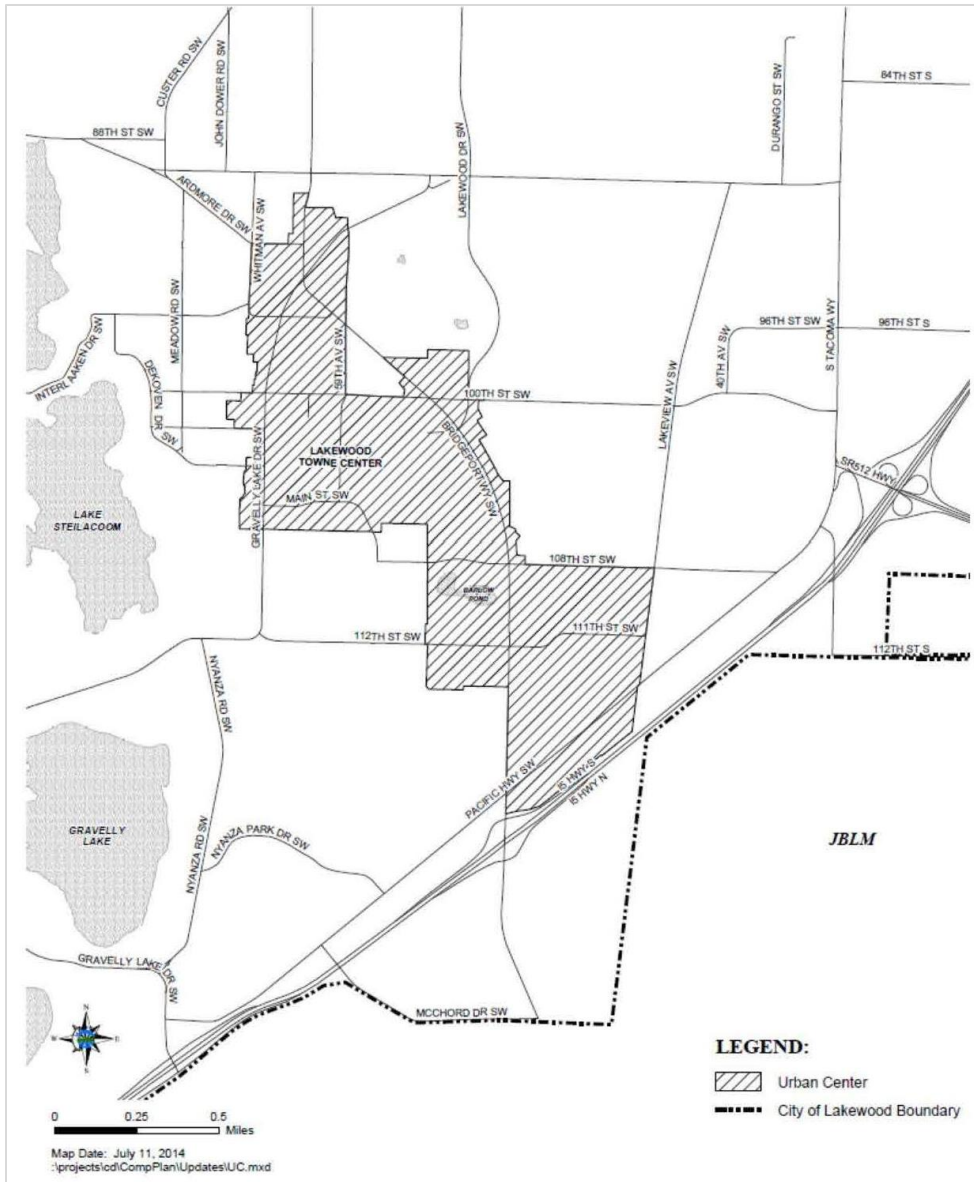 CUSTER RD SW
JOHN DOWER RD SW
DURANGO ST SW
84TH ST S
88TH ST SW
LAKEWOOD DR SW
ARDMORE DR SW
WHITMAN AV SW
MEADOW RD SW
INTERLAAKEN DR SW
DEKOVEN DR SW
59TH AV SW
96TH ST SW
96TH ST S
S TACOMA WY
40TH AV SW
LAKEVIEW AV SW
100TH ST SW
BRIDGEPORT WY SW
LAKEWOOD
TOWNE CENTER
GRAVELLY LAKE DR SW
MAIN ST SW
SR512 HWY
LAKE
STEILACOOM
108TH ST SW
BARLOW
POND
112TH ST SW
111TH ST SW
112TH ST S
NYANZA RD SW
PACIFIC HWY SW
I5 HWY-S
I5 HWY N
GRAVELLY
LAKE
NYANZA PARK DR SW
NYANZA RD SW
JBLM
GRAVELLY LAKE DR SW
MCCHORD DR SW
N
W
E
S
LEGEND:
Urban Center
City of Lakewood Boundary
0 0.25 0.5
Miles
Map Date: July 11, 2014
:\projects\cd\CompPlan\Updates\UC.mxd